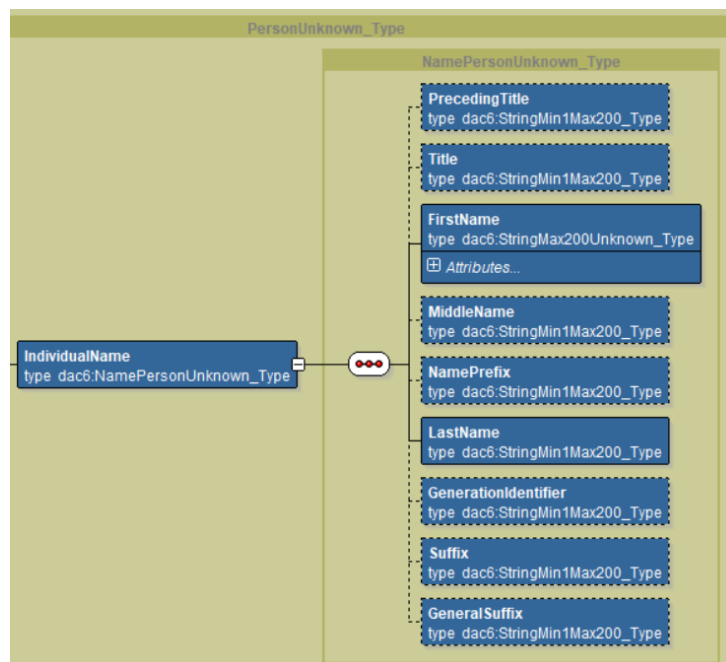 PersonUnknown_Type
NamePersonUnknown_Type
PrecedingTitle
type dac6:StringMin1Max200_Type
Title
type dac6:StringMin1Max200_Type
FirstName
type dac6:StringMax200Unknown_Type
Attributes...
MiddleName
type dac6:StringMin1Max200_Type
IndividualName
type dac6:NamePersonUnknown_Type
NamePrefix
type dac6:StringMin1Max200_Type
LastName
type dac6:StringMin1Max200_Type
GenerationIdentifier
type dac6:StringMin1Max200_Type
Suffix
type dac6:StringMin1Max200_Type
GeneralSuffix
type dac6:StringMin1Max200_Type